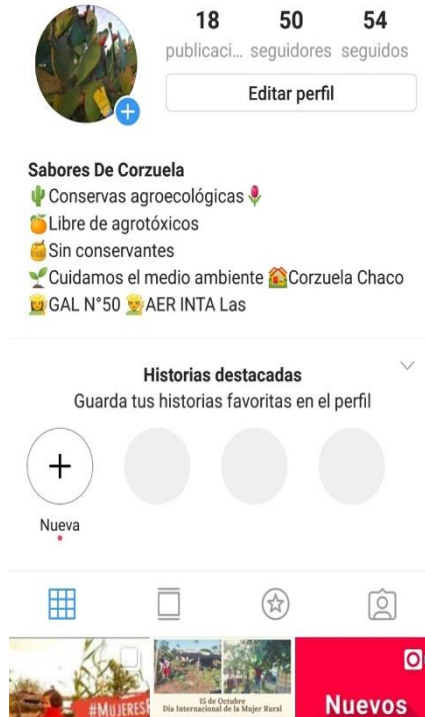 18 50 54
publicaci... seguidores seguidos
Editar perfil
Sabores De Corzuela
🌵Conservas agroecológicas🌷
🍊Libre de agrotóxicos
🍯Sin conservantes
🌱Cuidamos el medio ambiente 🏠Corzuela Chaco
👩‍🌾GAL N°50 👨‍🌾AER INTA Las
Historias destacadas
Guarda tus historias favoritas en el perfil
Nueva
#MUJERES
15 de Octubre
Dia Internacional de la Mujer Rural
Nuevos